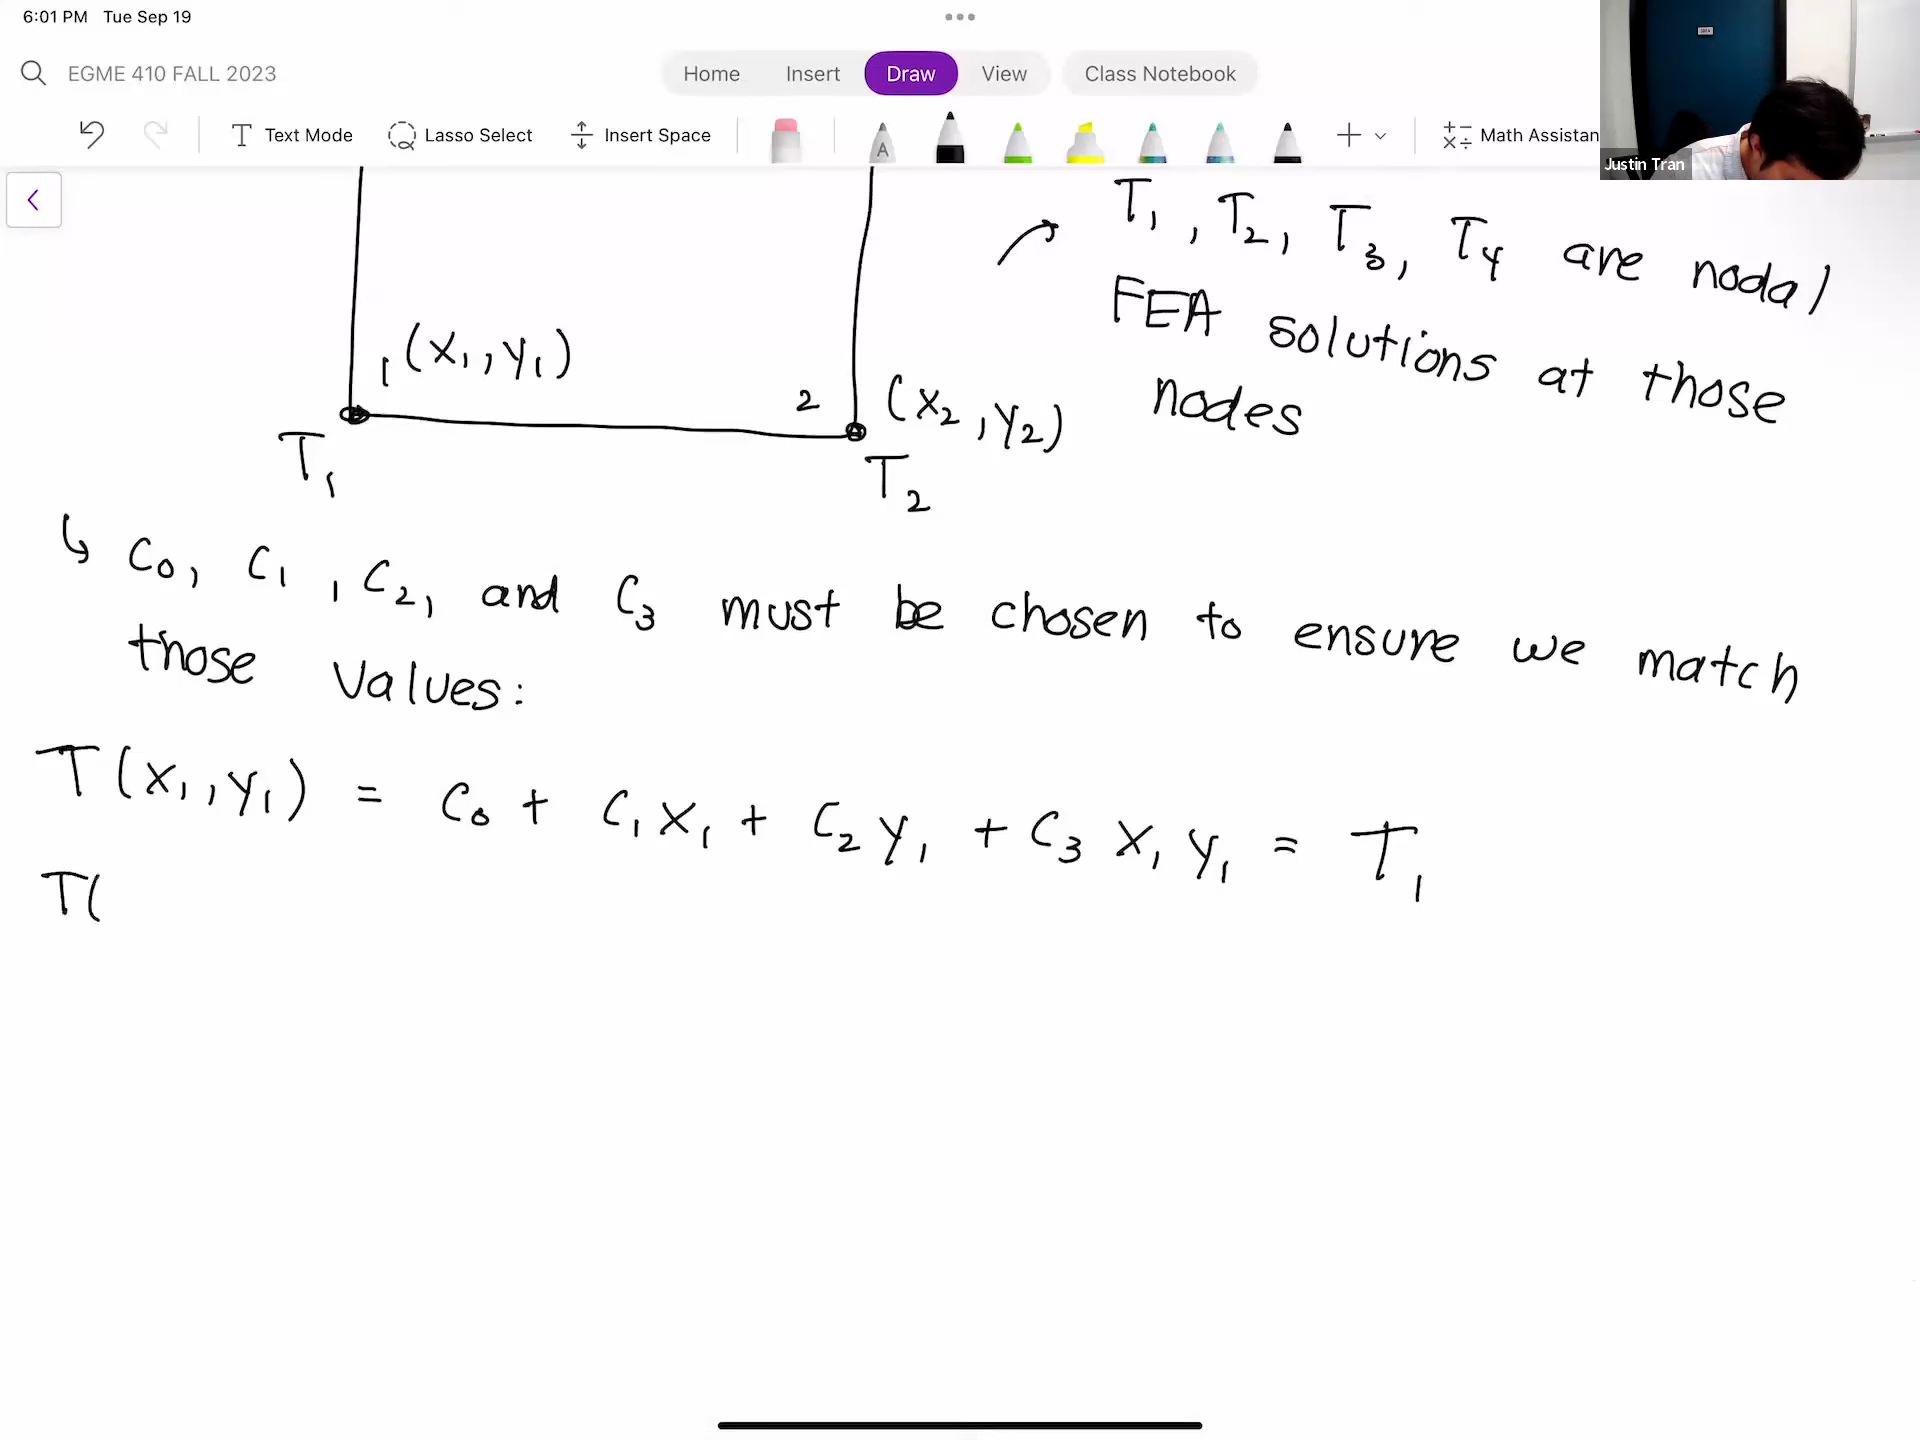 6:01 PM Tue Sep 19
EGME 410 FALL 2023
Home Insert Draw View Class Notebook
Text Mode Lasso Select Insert Space A Math Assistan
Justin Tran
T₁, T₂, T₃, T₄ are nodal
FEA solutions at those
nodes
1 (x₁, y₁)
2 (x₂, y₂)
T₁
T₂
↳ C₀, C₁, C₂, and C₃ must be chosen to ensure we match
those values:
T(x₁, y₁) = C₀ + C₁x₁ + C₂y₁ + C₃x₁y₁ = T₁
T(